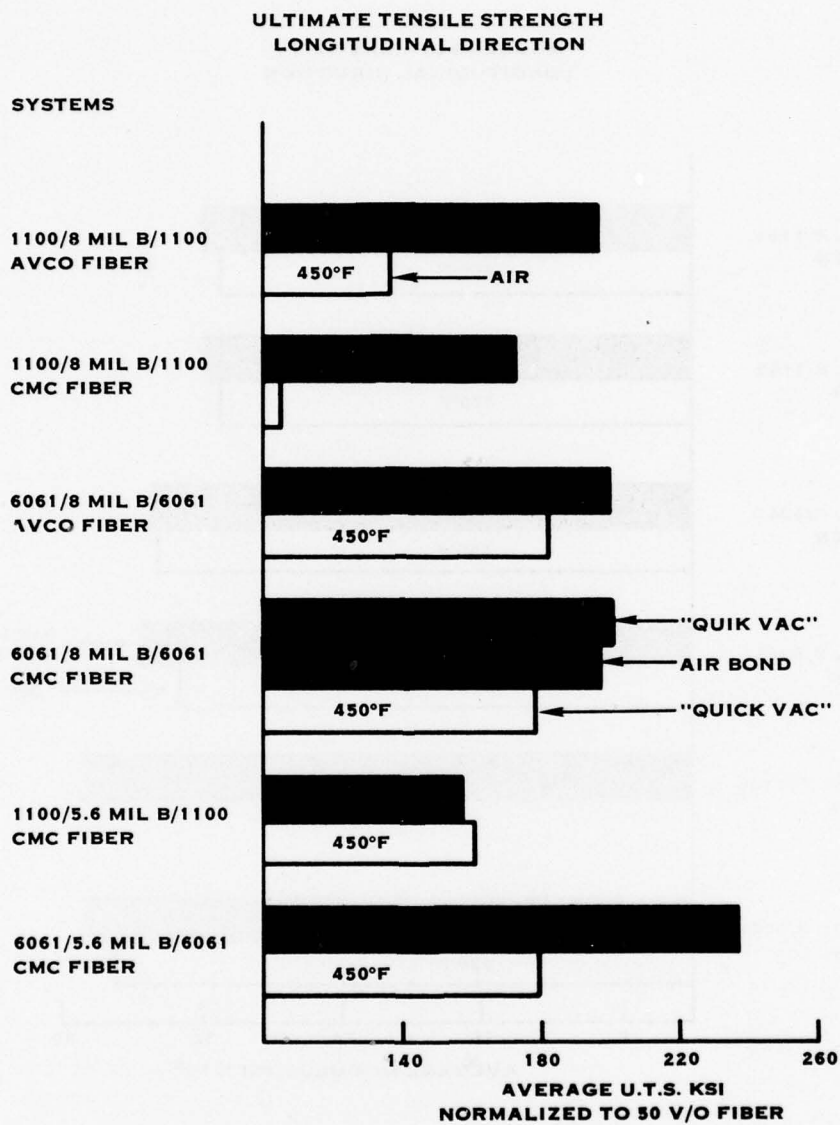 ULTIMATE TENSILE STRENGTH
LONGITUDINAL DIRECTION
SYSTEMS
1100/8 MIL B/1100
AVCO FIBER
450°F
AIR
1100/8 MIL B/1100
CMC FIBER
6061/8 MIL B/6061
AVCO FIBER
450°F
6061/8 MIL B/6061
CMC FIBER
"QUIK VAC"
AIR BOND
450°F
"QUICK VAC"
1100/5.6 MIL B/1100
CMC FIBER
450°F
6061/5.6 MIL B/6061
CMC FIBER
450°F
140 180 220 260
AVERAGE U.T.S. KSI
NORMALIZED TO 50 V/O FIBER